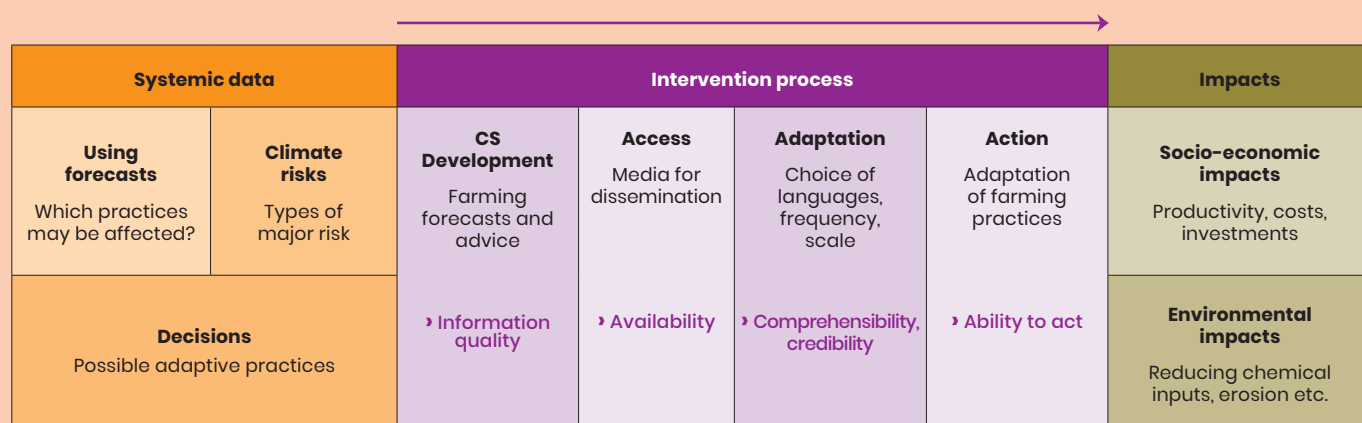 Systemic data
Intervention process
Impacts
Using
forecasts
Which practices
may be affected?
Climate
risks
Types of
major risk
CS
Development
Farming
forecasts and
advice
Access
Media for
dissemination
Adaptation
Choice of
languages,
frequency,
scale
Action
Adaptation
of farming
practices
Socio-economic
impacts
Productivity, costs,
investments
Decisions
Possible adaptive practices
› Information
quality
› Availability
› Comprehensibility,
credibility
› Ability to act
Environmental
impacts
Reducing chemical
inputs, erosion etc.